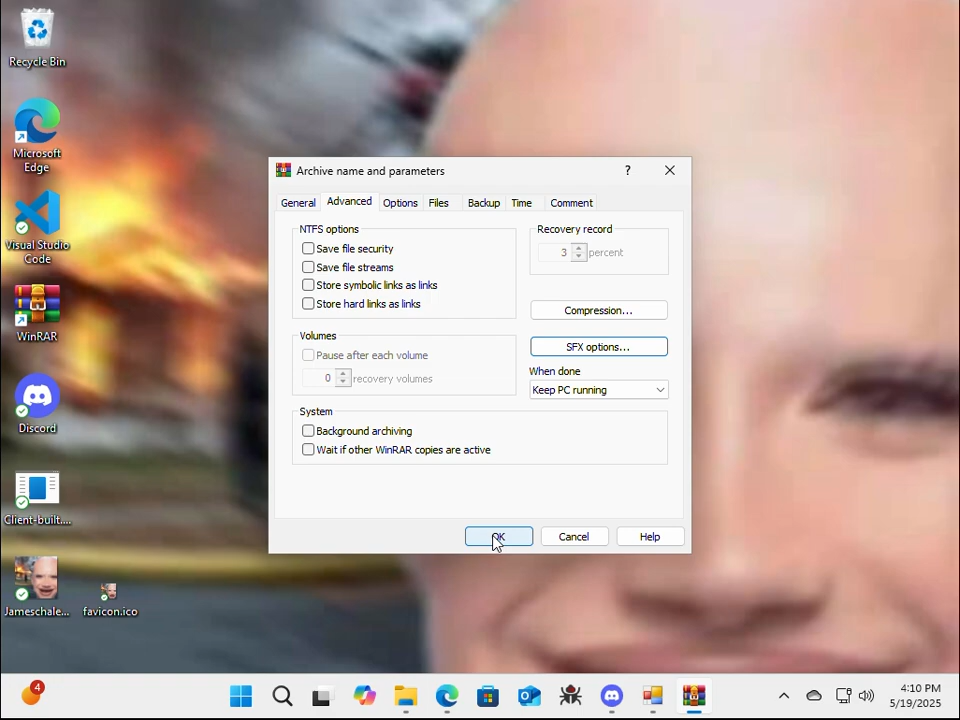 Recycle Bin
Microsoft
Edge
Visual Studio
Code
WinRAR
Discord
Client-built....
Jameschale...
favicon.ico
Archive name and parameters
?
General
Advanced
Options
Files
Backup
Time
Comment
NTFS options
Save file security
Save file streams
Store symbolic links as links
Store hard links as links
Volumes
Pause after each volume
0 recovery volumes
Recovery record
3 percent
Compression...
SFX options...
When done
Keep PC running
System
Background archiving
Wait if other WinRAR copies are active
OK
Cancel
Help
4
4:10 PM
5/19/2025